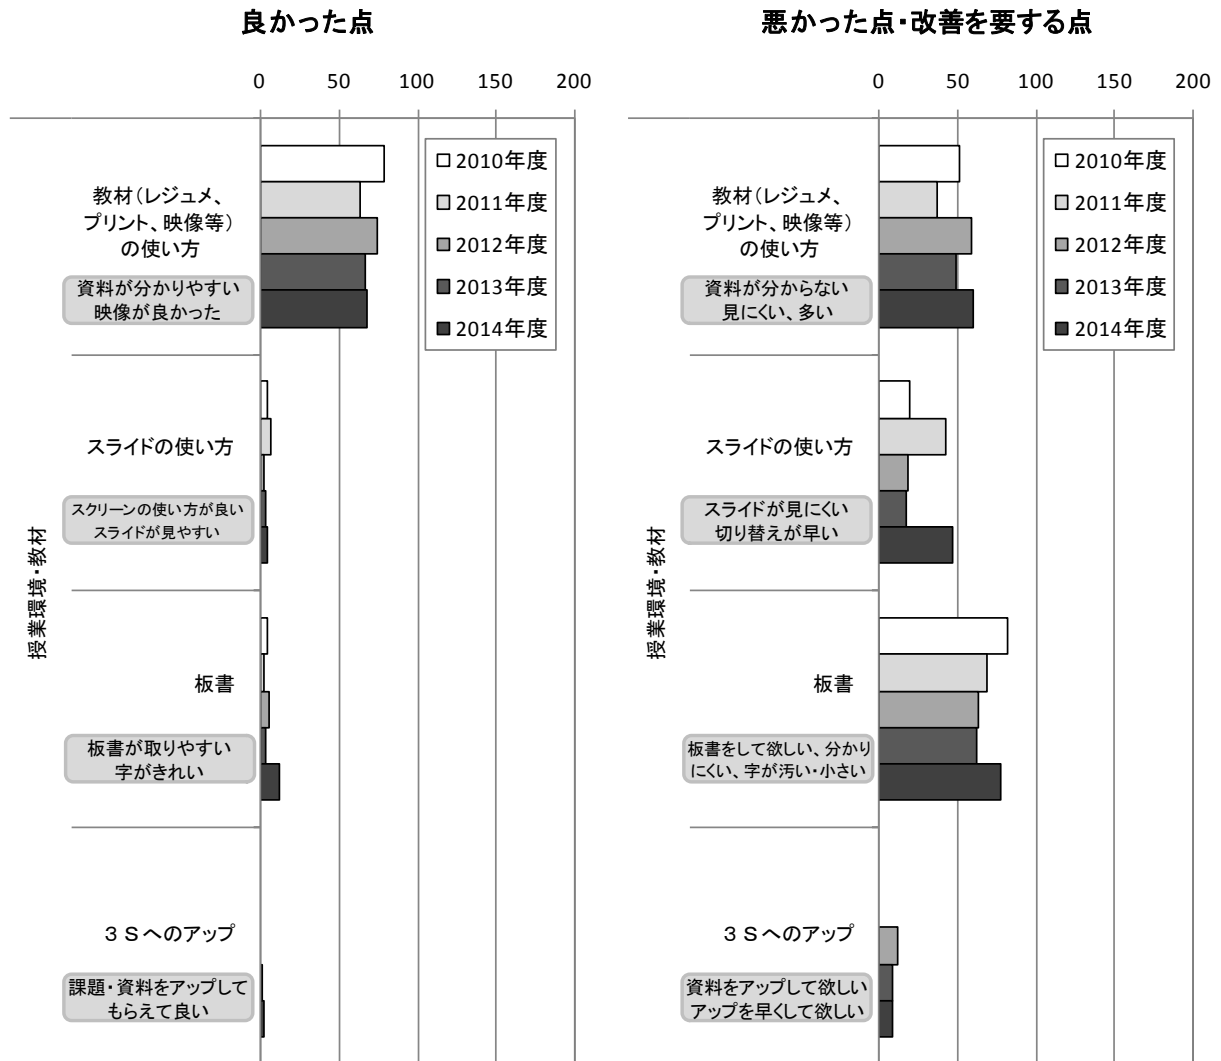 良かった点
0 50 100 150 200
2010年度
2011年度
2012年度
2013年度
2014年度
教材(レジュメ、
プリント、映像等)
の使い方
資料が分かりやすい
映像が良かった
スライドの使い方
スクリーンの使い方が良い
スライドが見やすい
授業環境・教材
板書
板書が取りやすい
字がきれい
3Sへのアップ
課題・資料をアップして
もらえて良い
悪かった点・改善を要する点
0 50 100 150 200
2010年度
2011年度
2012年度
2013年度
2014年度
教材(レジュメ、
プリント、映像等)
の使い方
資料が分からない
見にくい、多い
スライドの使い方
スライドが見にくい
切り替えが早い
授業環境・教材
板書
板書をして欲しい、分かり
にくい、字が汚い・小さい
3Sへのアップ
資料をアップして欲しい
アップを早くして欲しい